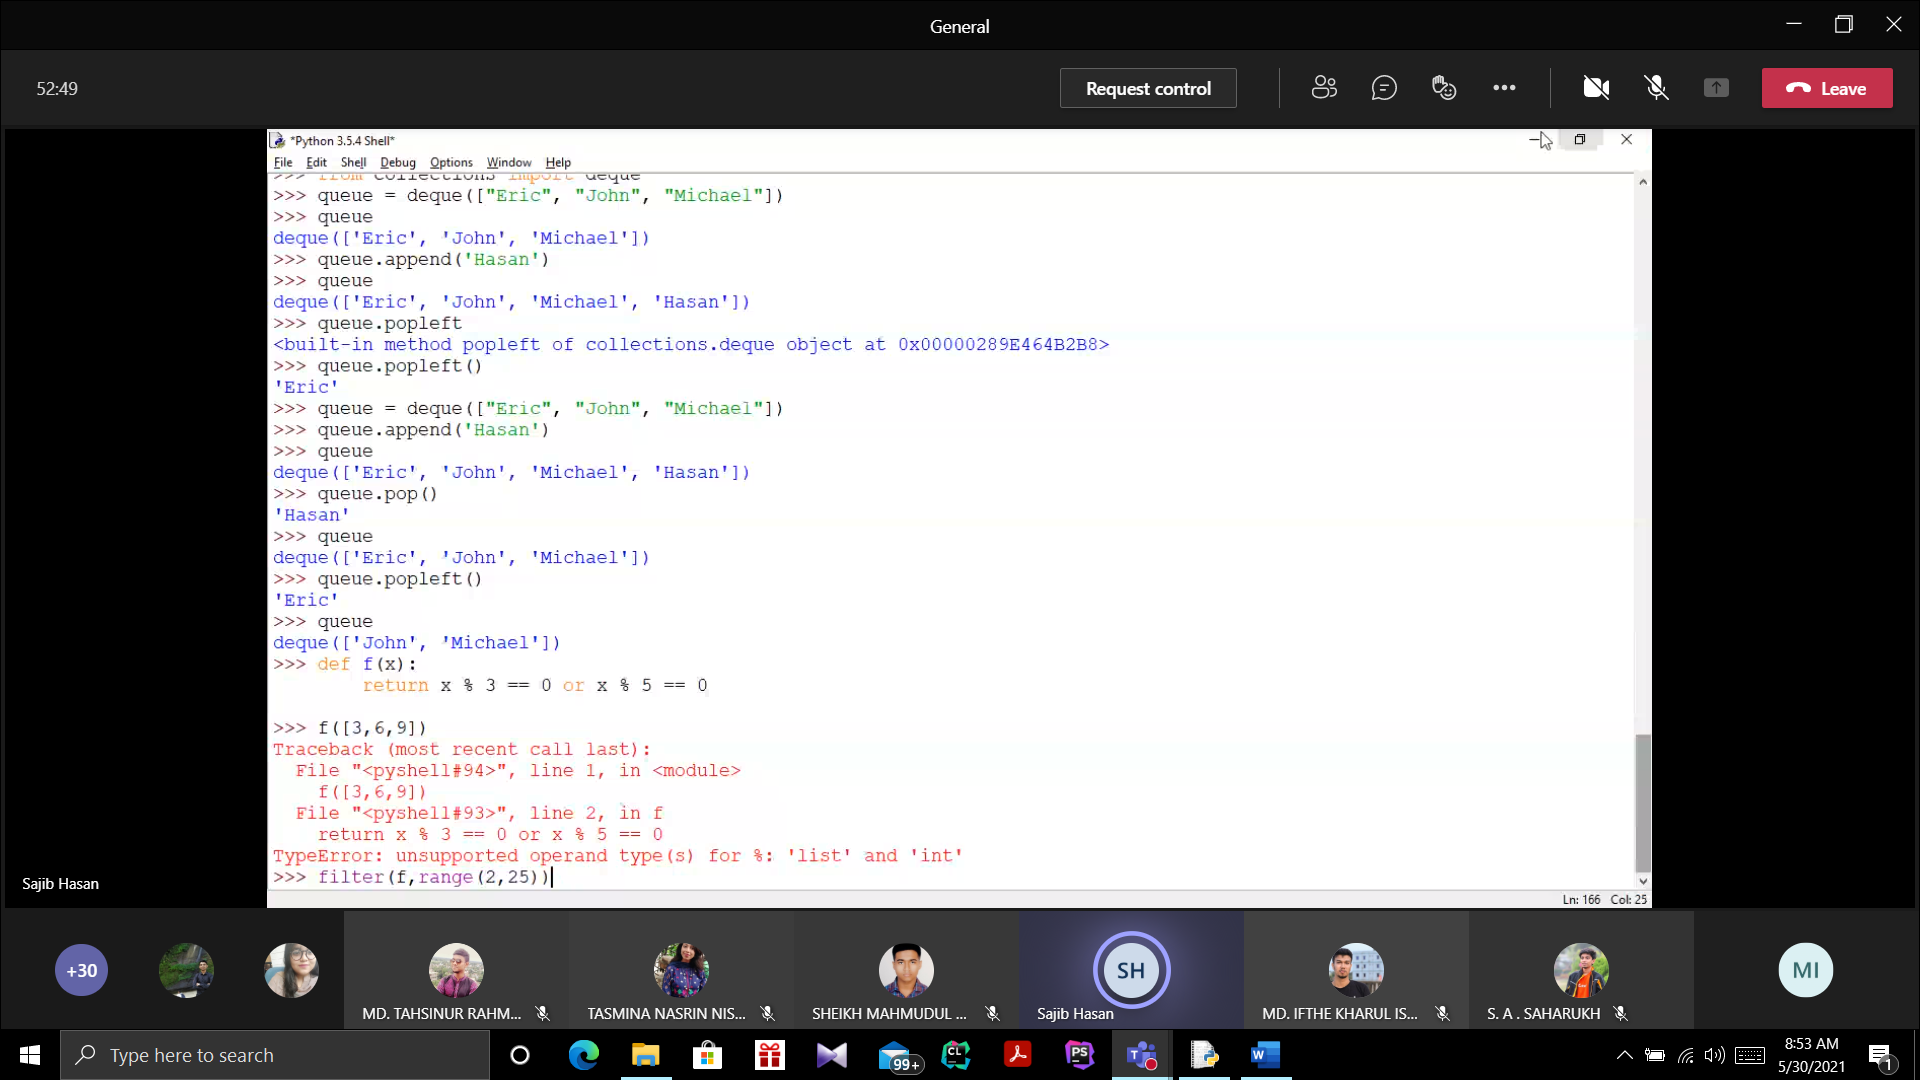 General
52:49
Request control
Leave
*Python 3.5.4 Shell*
File Edit Shell Debug Options Window Help
>>> from collections import deque
>>> queue = deque(["Eric", "John", "Michael"])
>>> queue
deque(['Eric', 'John', 'Michael'])
>>> queue.append('Hasan')
>>> queue
deque(['Eric', 'John', 'Michael', 'Hasan'])
>>> queue.popleft
<built-in method popleft of collections.deque object at 0x00000289E464B2B8>
>>> queue.popleft()
'Eric'
>>> queue = deque(["Eric", "John", "Michael"])
>>> queue.append('Hasan')
>>> queue
deque(['Eric', 'John', 'Michael', 'Hasan'])
>>> queue.pop()
'Hasan'
>>> queue
deque(['Eric', 'John', 'Michael'])
>>> queue.popleft()
'Eric'
>>> queue
deque(['John', 'Michael'])
>>> def f(x):
return x % 3 == 0 or x % 5 == 0
>>> f([3,6,9])
Traceback (most recent call last):
File "<pyshell#94>", line 1, in <module>
f([3,6,9])
File "<pyshell#93>", line 2, in f
return x % 3 == 0 or x % 5 == 0
TypeError: unsupported operand type(s) for %: 'list' and 'int'
>>> filter(f,range(2,25))
Ln: 166 Col: 25
Sajib Hasan
+30
SH
MI
MD. TAHSINUR RAHM...
TASMINA NASRIN NIS...
SHEIKH MAHMUDUL ...
Sajib Hasan
MD. IFTHE KHARUL IS...
S. A . SAHARUKH
Type here to search
99+
CL
PS
T
W
8:53 AM
5/30/2021
1